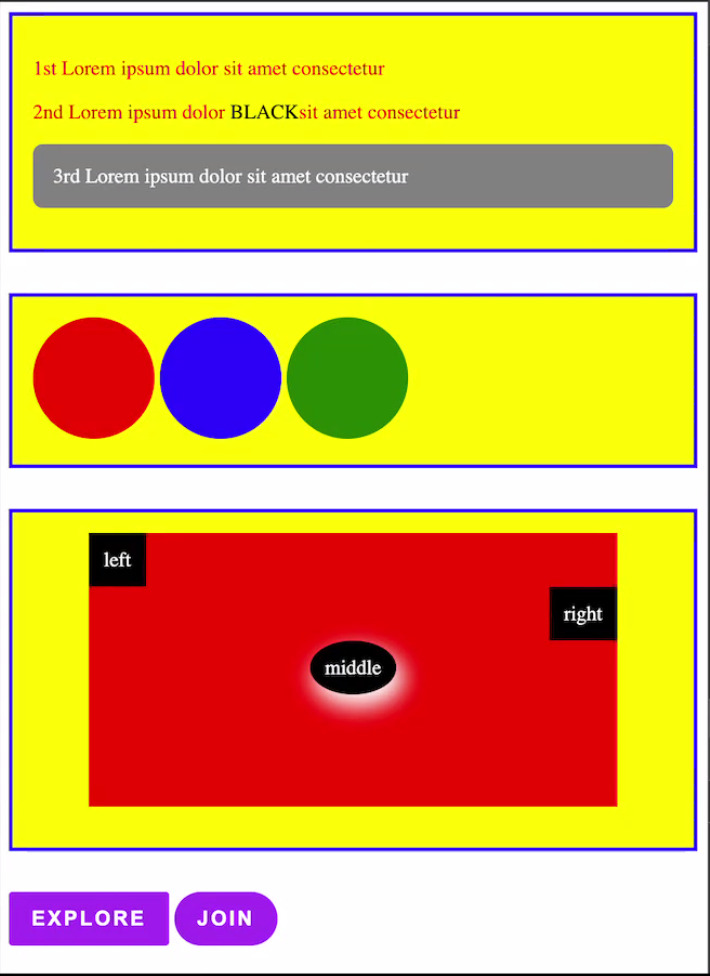 1st Lorem ipsum dolor sit amet consectetur
2nd Lorem ipsum dolor BLACKsit amet consectetur
3rd Lorem ipsum dolor sit amet consectetur
left
right
middle
EXPLORE JOIN